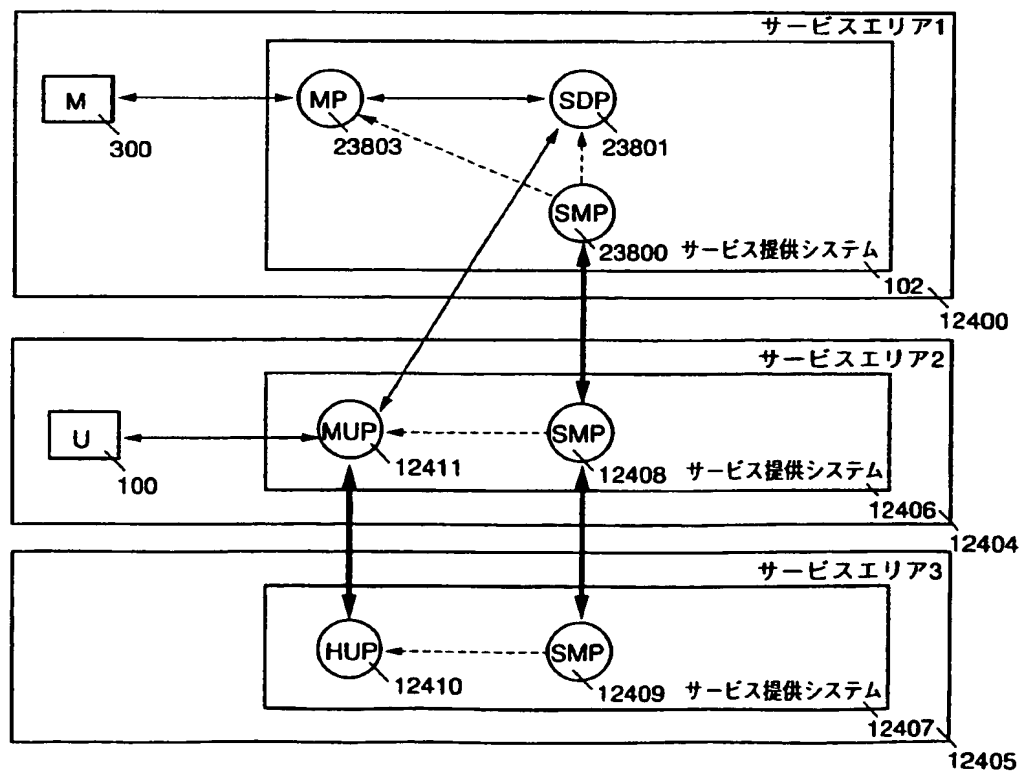 サービスエリア1
M
300
MP
23803
SDP
23801
SMP
23800
サービス提供システム
102
12400
サービスエリア2
U
100
MUP
12411
SMP
12408
サービス提供システム
12406
12404
サービスエリア3
HUP
12410
SMP
12409
サービス提供システム
12407
12405